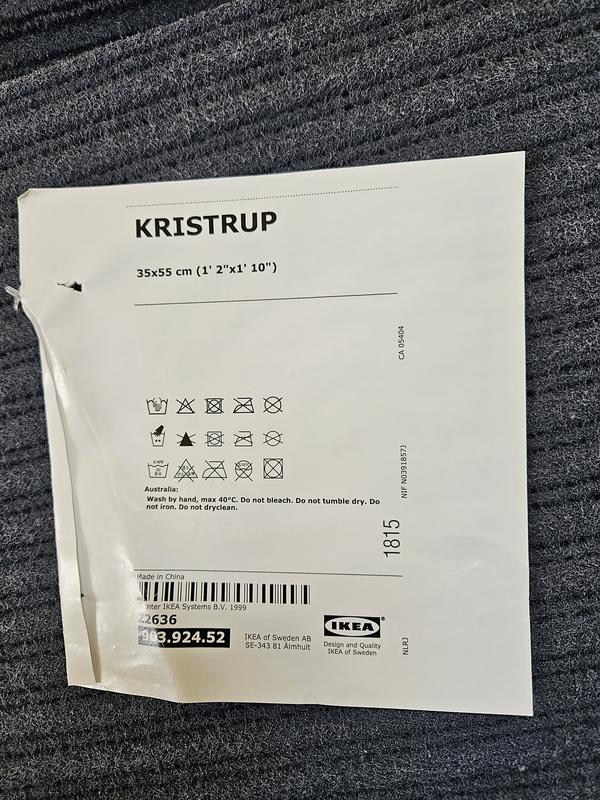 KRISTRUP
35x55 cm (1' 2"x1' 10")
CA 05404
NIF N0391857J
Australia:
Wash by hand, max 40°C. Do not bleach. Do not tumble dry. Do
not iron. Do not dryclean.
1815
Made in China
Inter IKEA Systems B.V. 1999
22636
903.924.52
IKEA of Sweden AB
SE-343 81 Älmhult
IKEA
Design and Quality
IKEA of Sweden
NLRJ